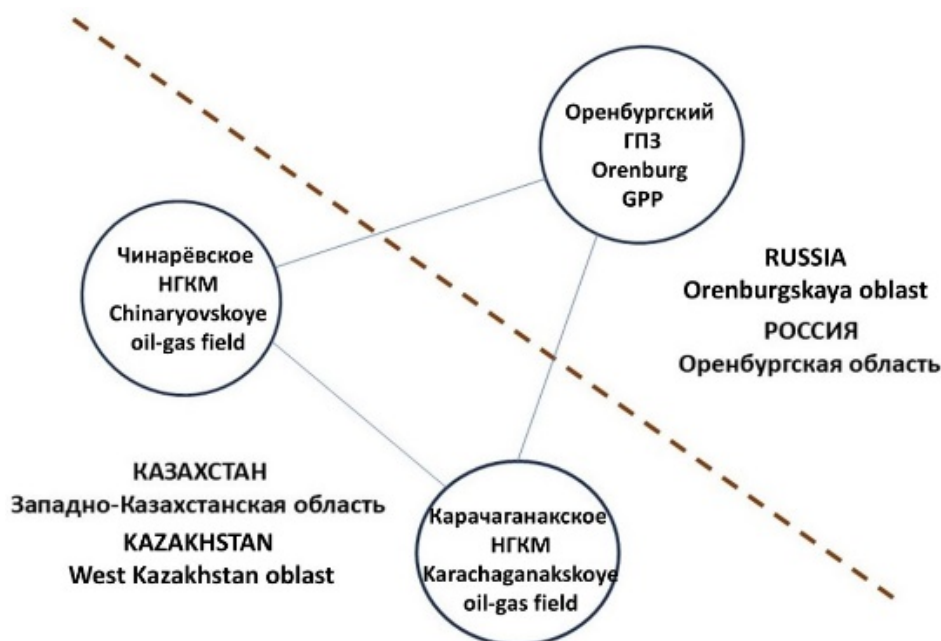 Оренбургский
ГПЗ
Orenburg
GPP
Чинарёвское
НГКМ
Chinaryovskoye
oil-gas field
RUSSIA
Orenburgskaya oblast
РОССИЯ
Оренбургская область
КАЗАХСТАН
Западно-Казахстанская область
KAZAKHSTAN
West Kazakhstan oblast
Карачаганакское
НГКМ
Karachaganakskoye
oil-gas field